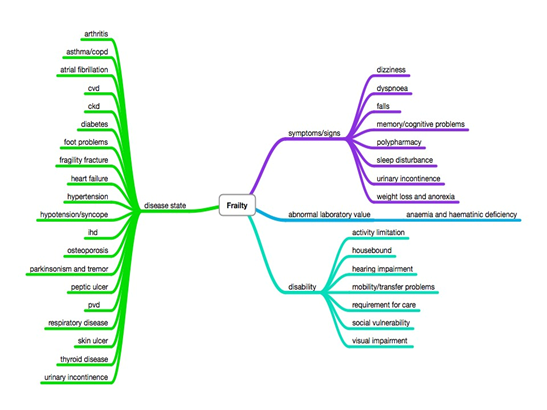 arthritis
asthma/copd
atrial fibrillation
cvd
ckd
diabetes
foot problems
fragility fracture
heart failure
hypertension
hypotension/syncope
ihd
osteoporosis
parkinsonism and tremor
peptic ulcer
pvd
respiratory disease
skin ulcer
thyroid disease
urinary incontinence
disease state
Frailty
symptoms/signs
dizziness
dyspnoea
falls
memory/cognitive problems
polypharmacy
sleep disturbance
urinary incontinence
weight loss and anorexia
abnormal laboratory value
anaemia and haematinic deficiency
disability
activity limitation
housebound
hearing impairment
mobility/transfer problems
requirement for care
social vulnerability
visual impairment